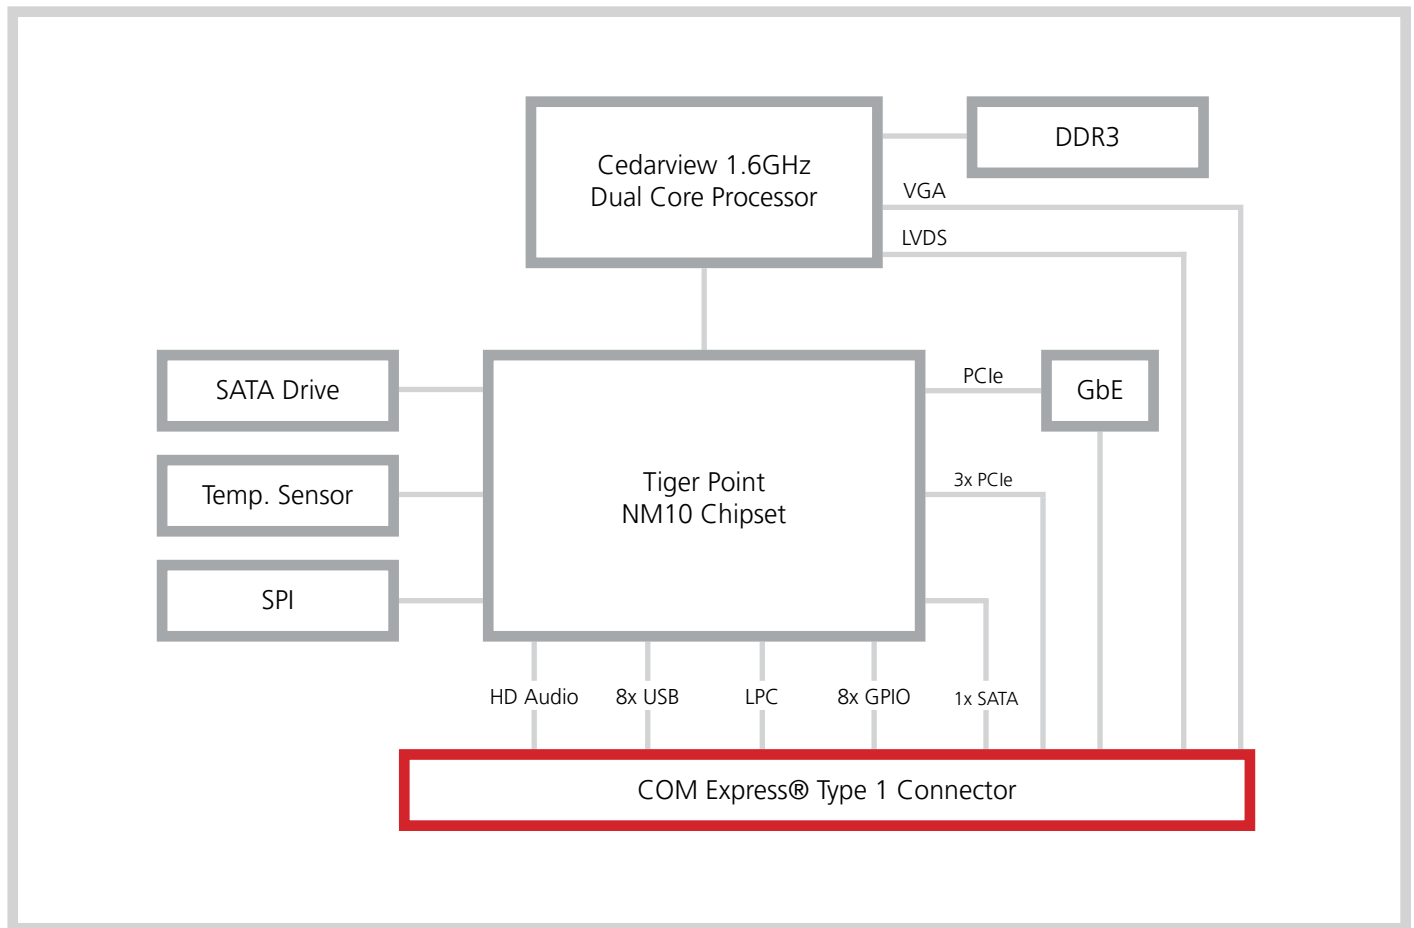 Cedarview 1.6GHz
Dual Core Processor
DDR3
VGA
LVDS
SATA Drive
Temp. Sensor
SPI
Tiger Point
NM10 Chipset
PCIe
GbE
3x PCIe
HD Audio
8x USB
LPC
8x GPIO
1x SATA
COM Express® Type 1 Connector